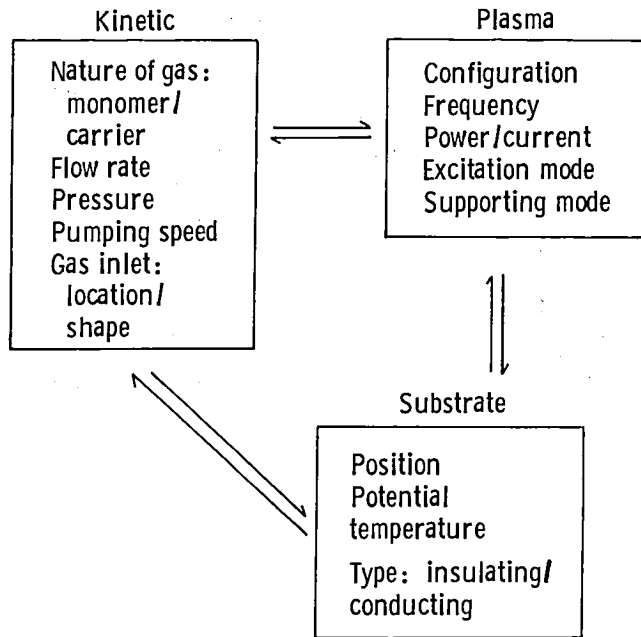 Kinetic
Nature of gas:
monomer/
carrier
Flow rate
Pressure
Pumping speed
Gas inlet:
location/
shape
Plasma
Configuration
Frequency
Power/current
Excitation mode
Supporting mode
Substrate
Position
Potential
temperature
Type: insulating/
conducting